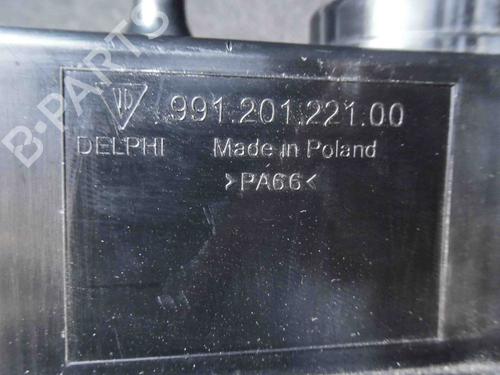 B-PARTS
991.201.221.00
DELPHI Made in Poland
>PA66<